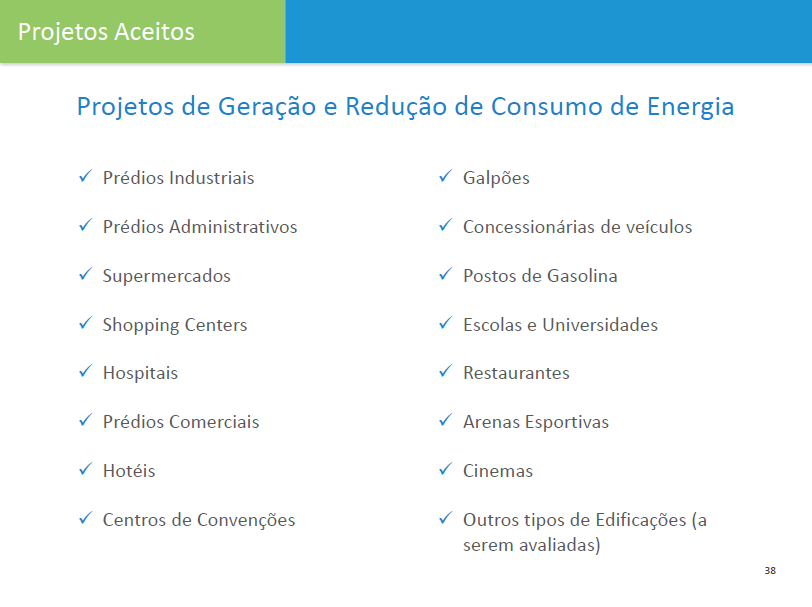 Projetos Aceitos
Projetos de Geração e Redução de Consumo de Energia
Prédios Industriais
Prédios Administrativos
Supermercados
Shopping Centers
Hospitais
Prédios Comerciais
Hotéis
Centros de Convenções
Galpões
Concessionárias de veículos
Postos de Gasolina
Escolas e Universidades
Restaurantes
Arenas Esportivas
Cinemas
Outros tipos de Edificações (a
serem avaliadas)
38